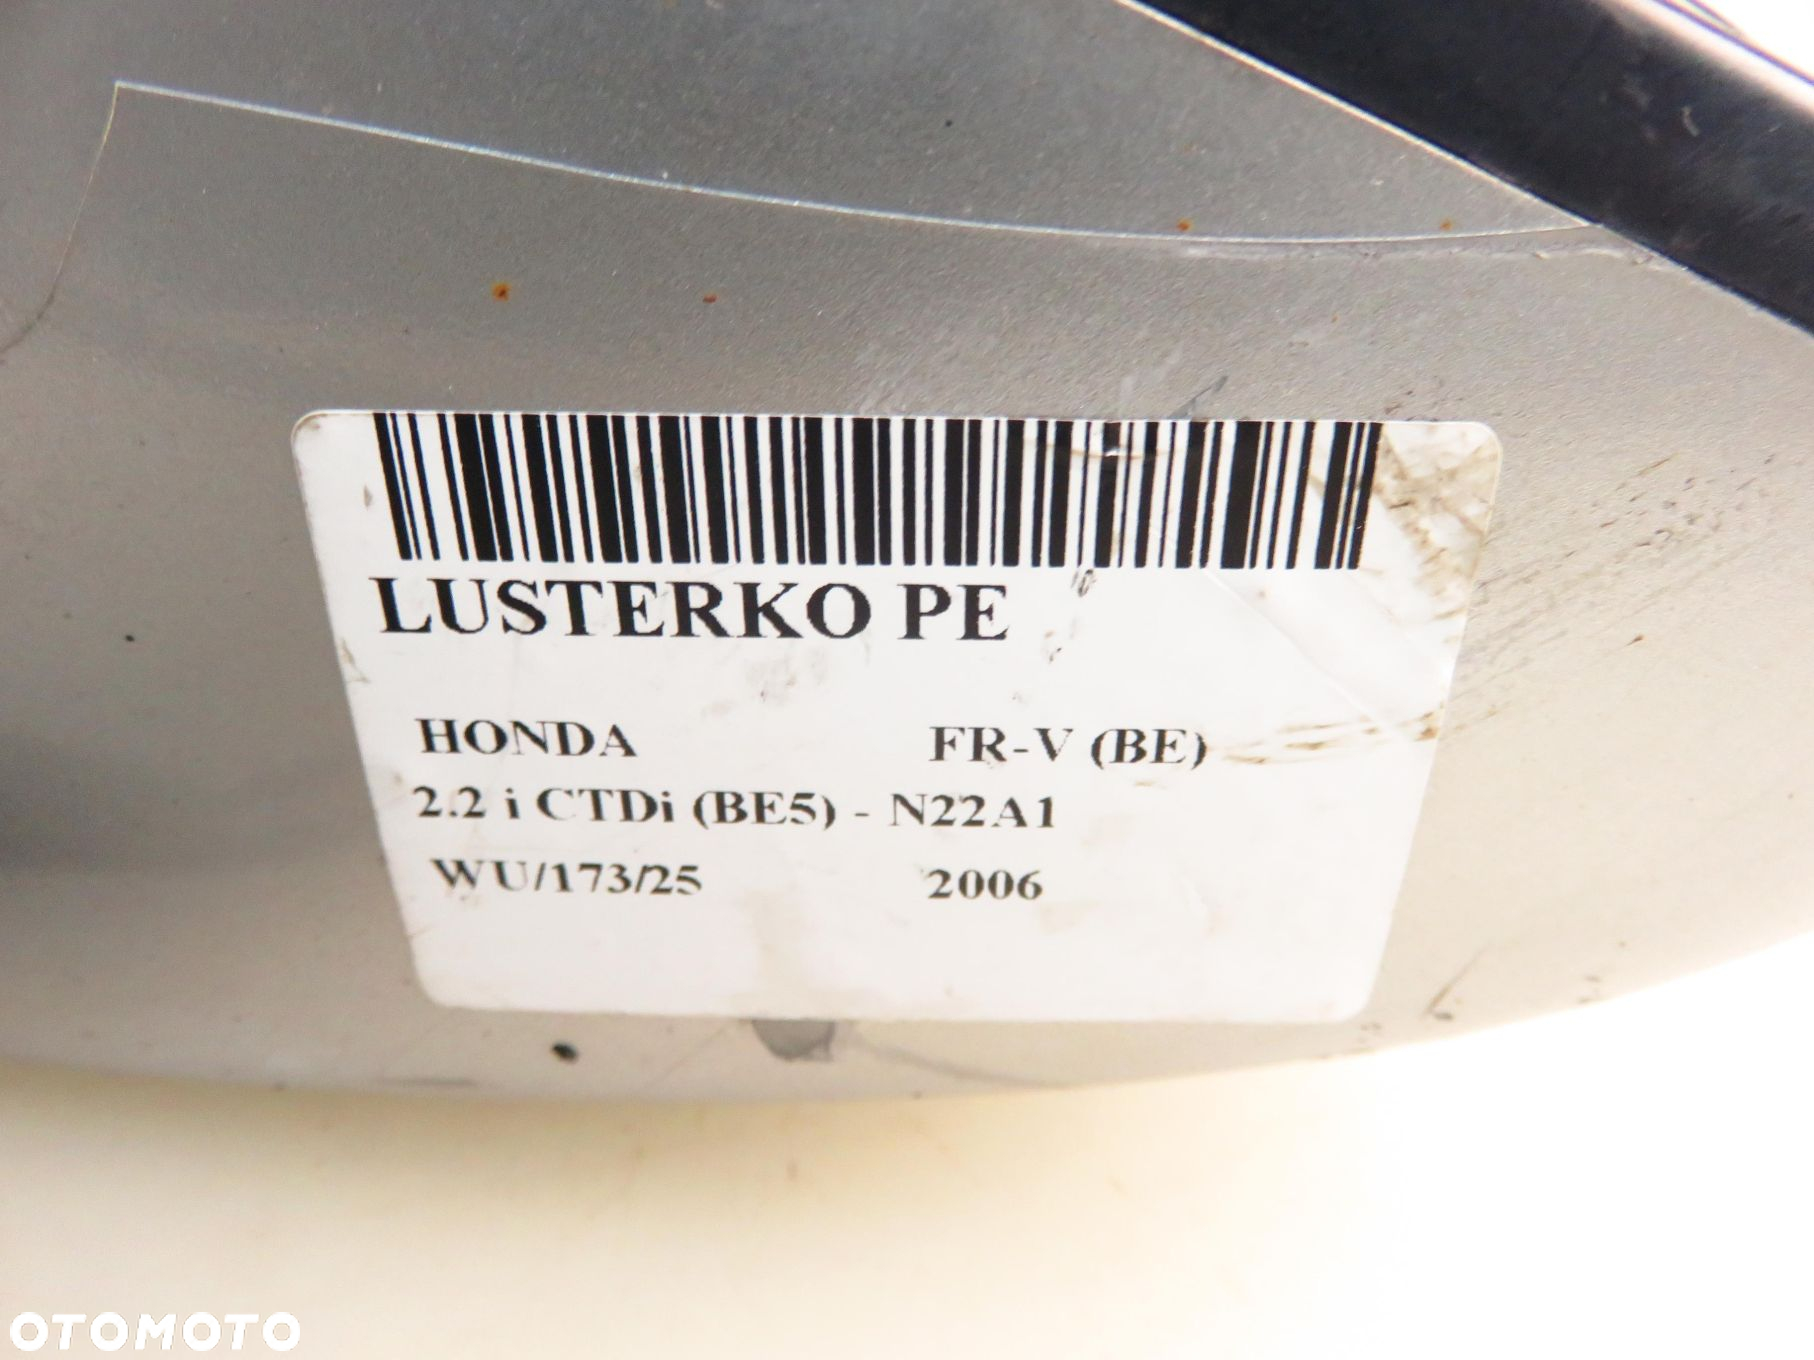 LUSTERKO PE
HONDA FR-V (BE)
2.2 i CTDi (BE5) - N22A1
WU/173/25 2006
OTOMOTO